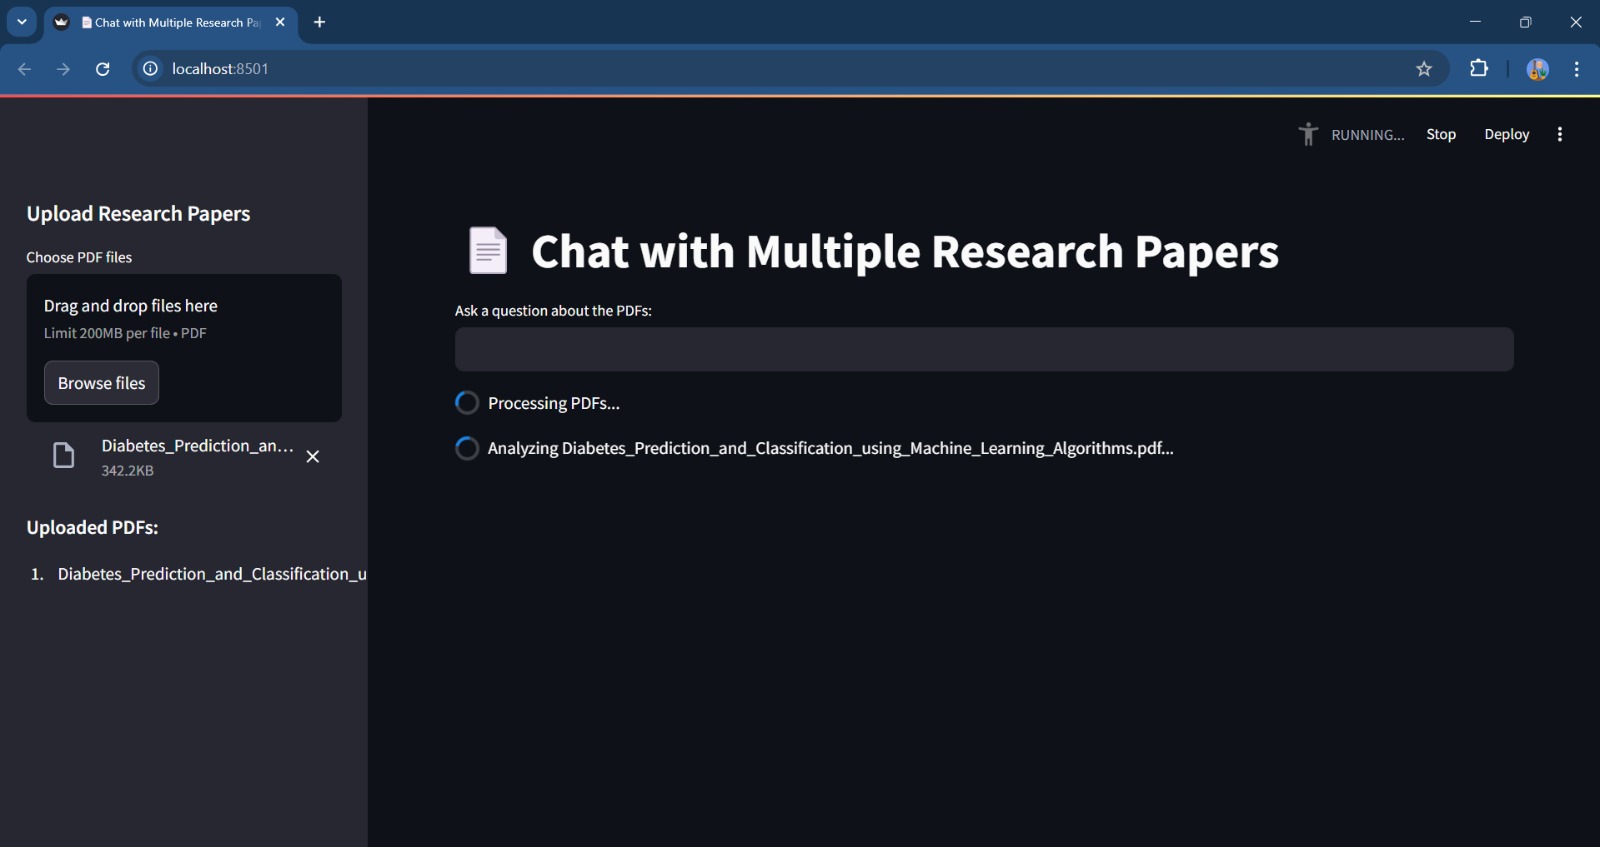 Chat with Multiple Research Pa
localhost:8501
RUNNING...
Stop
Deploy
Upload Research Papers
Choose PDF files
Drag and drop files here
Limit 200MB per file • PDF
Browse files
Diabetes_Prediction_an...
342.2KB
Uploaded PDFs:
1. Diabetes_Prediction_and_Classification_u
Chat with Multiple Research Papers
Ask a question about the PDFs:
Processing PDFs...
Analyzing Diabetes_Prediction_and_Classification_using_Machine_Learning_Algorithms.pdf...